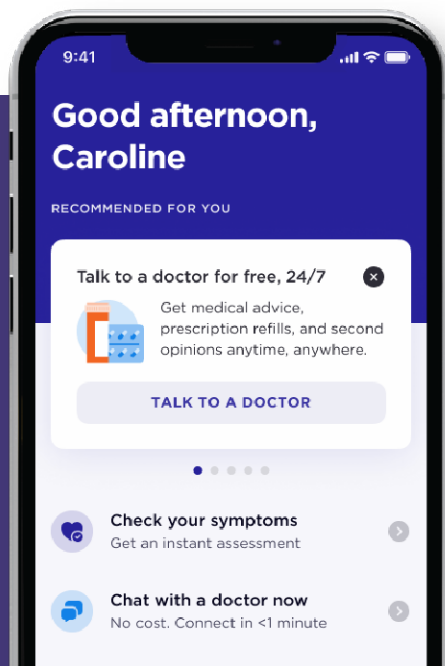 9:41
Good afternoon,
Caroline
RECOMMENDED FOR YOU
Talk to a doctor for free, 24/7
Get medical advice,
prescription refills, and second
opinions anytime, anywhere.
TALK TO A DOCTOR
Check your symptoms
Get an instant assessment
Chat with a doctor now
No cost. Connect in <1 minute